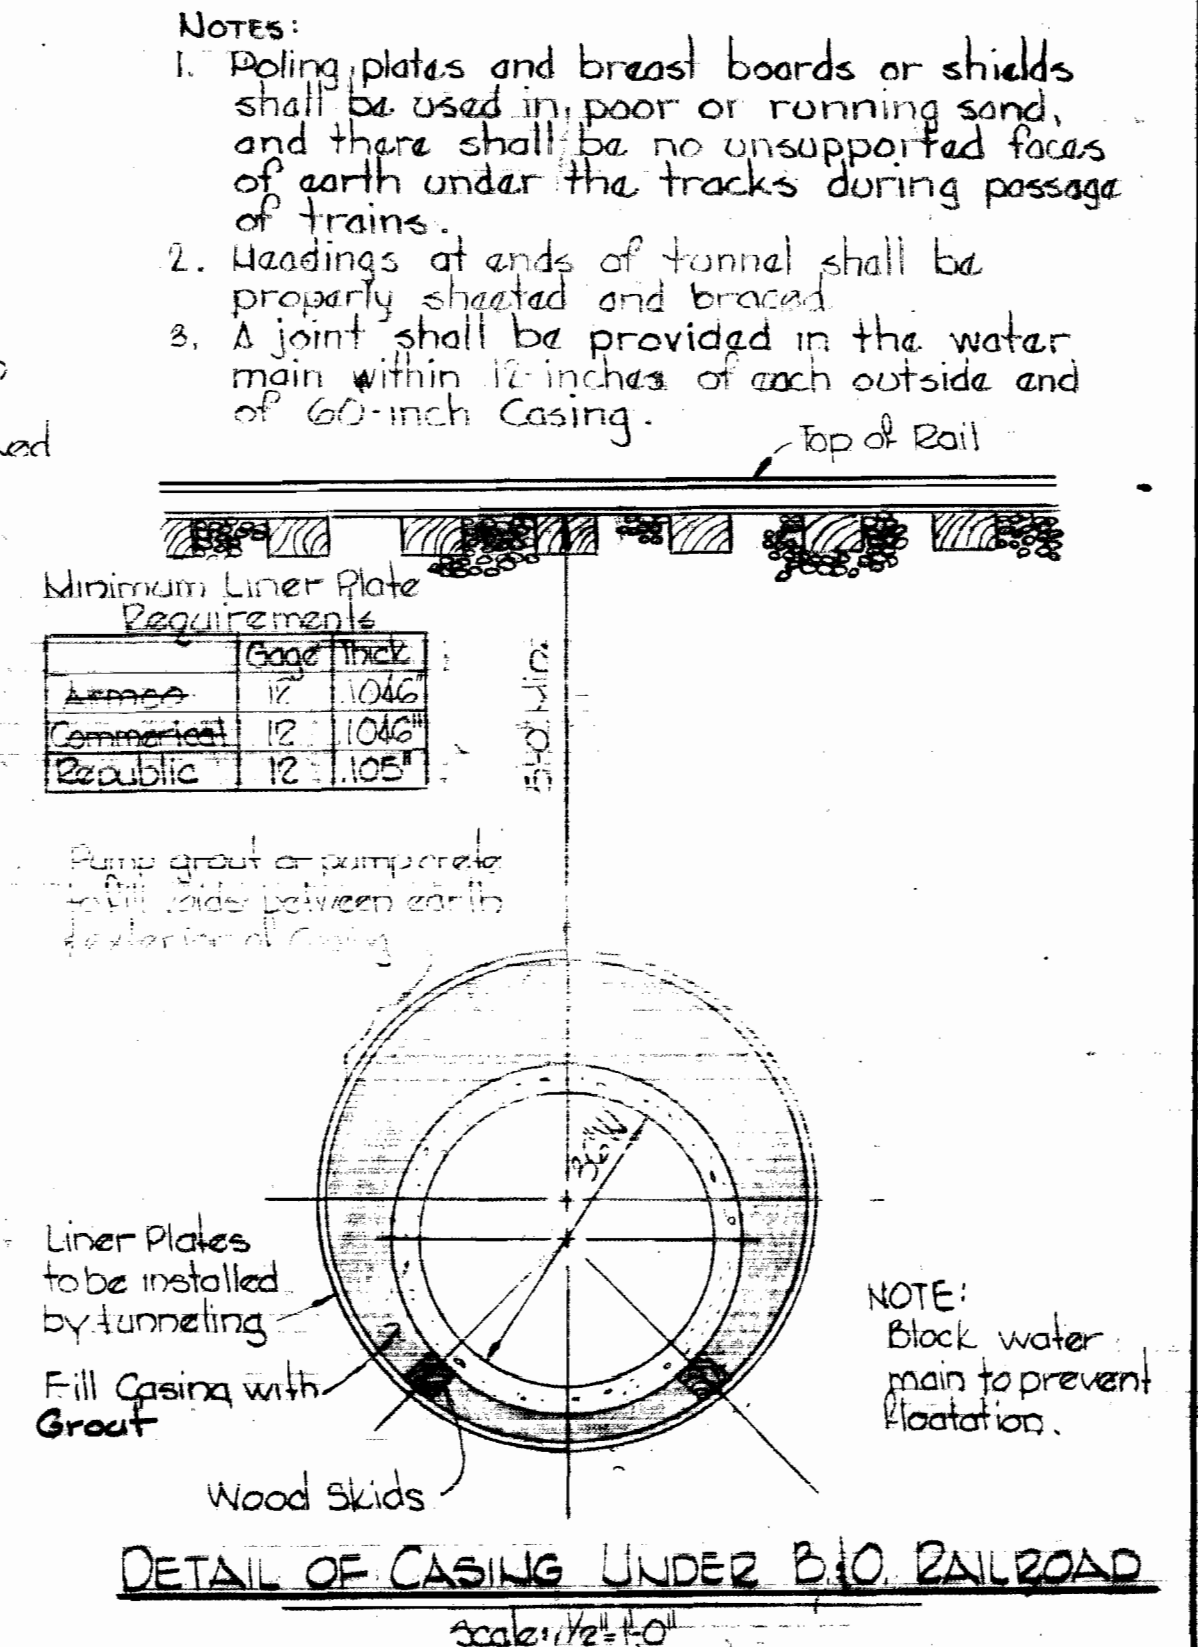 NOTES:
1. Poling plates and breast boards or shields
shall be used in poor or running sand,
and there shall be no unsupported faces
of earth under the tracks during passage
of trains.
2. Headings at ends of tunnel shall be
properly sheeted and braced
3. A joint shall be provided in the water
main within 12 inches of each outside end
of 60-inch Casing.
Top of Rail
Minimum Liner Plate
Requirements
Gage Thick
Armco 12 .1046"
Commerical 12 .1046"
Republic 12 .105"
Min.
Pump grout or pumpcrete
to fill voids between earth
& exterior of Casing
36"W
Liner Plates
to be installed
by tunneling
Fill Casing with
Grout
Wood Skids
NOTE:
Block water
main to prevent
floatation.
DETAIL OF CASING UNDER B.&O. RAILROAD
Scale: 1/2"=1'-0"